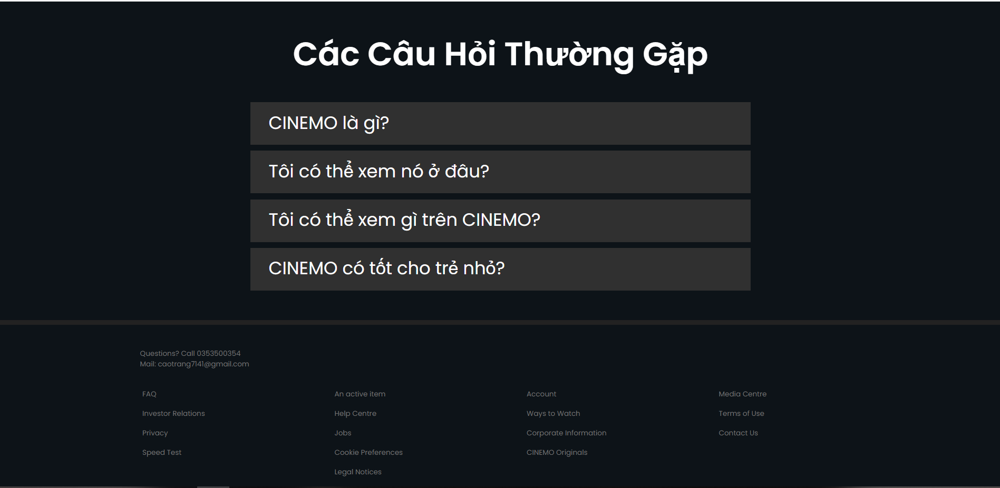 Các Câu Hỏi Thường Gặp
CINEMO là gì?
Tôi có thể xem nó ở đâu?
Tôi có thể xem gì trên CINEMO?
CINEMO có tốt cho trẻ nhỏ?
Questions? Call 0353500354
Mail: caotrang7141@gmail.com
FAQ
Investor Relations
Privacy
Speed Test
An active item
Help Centre
Jobs
Cookie Preferences
Legal Notices
Account
Ways to Watch
Corporate Information
CINEMO Originals
Media Centre
Terms of Use
Contact Us